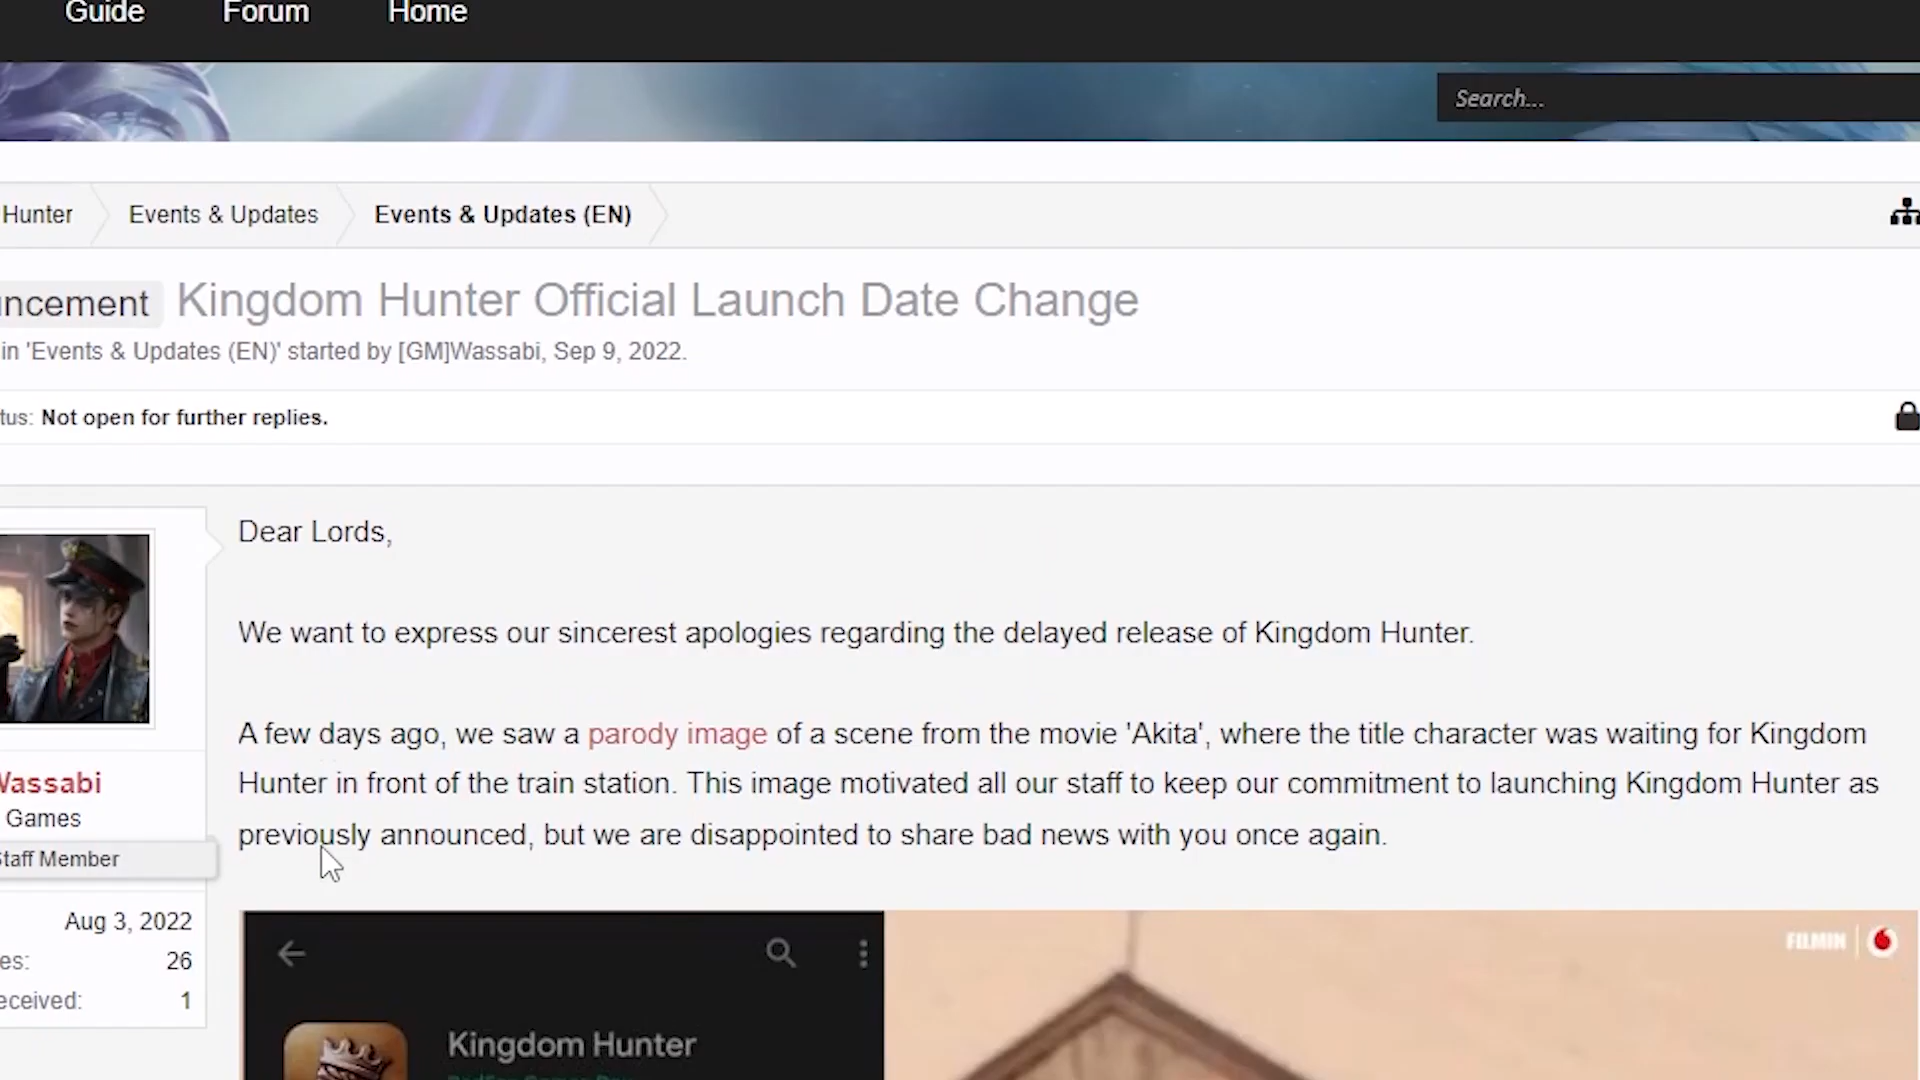 Guide Forum Home
Search...
Hunter Events & Updates Events & Updates (EN)
Kingdom Hunter Official Launch Date Change
in 'Events & Updates (EN)' started by [GM]Wassabi, Sep 9, 2022.
Not open for further replies.
Dear Lords,
We want to express our sincerest apologies regarding the delayed release of Kingdom Hunter.
A few days ago, we saw a parody image of a scene from the movie 'Akita', where the title character was waiting for Kingdom
Hunter in front of the train station. This image motivated all our staff to keep our commitment to launching Kingdom Hunter as
previously announced, but we are disappointed to share bad news with you once again.
Wassabi
Games
Staff Member
Aug 3, 2022
26
1
FILMIN
Kingdom Hunter